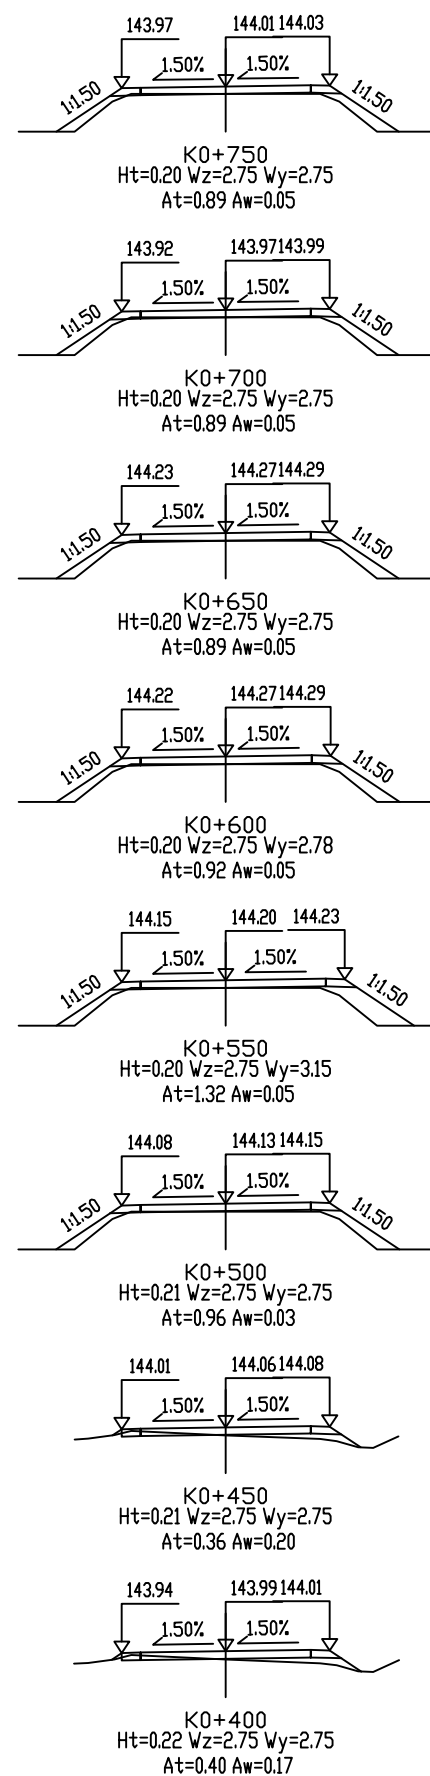 143.97 144.01 144.03
1.50% 1.50%
1:1.50 1:1.50
K0+750
Ht=0.20 Wz=2.75 Wy=2.75
At=0.89 Aw=0.05
143.92 143.97 143.99
1.50% 1.50%
1:1.50 1:1.50
K0+700
Ht=0.20 Wz=2.75 Wy=2.75
At=0.89 Aw=0.05
144.23 144.27 144.29
1.50% 1.50%
1:1.50 1:1.50
K0+650
Ht=0.20 Wz=2.75 Wy=2.75
At=0.89 Aw=0.05
144.22 144.27 144.29
1.50% 1.50%
1:1.50 1:1.50
K0+600
Ht=0.20 Wz=2.75 Wy=2.78
At=0.92 Aw=0.05
144.15 144.20 144.23
1.50% 1.50%
1:1.50 1:1.50
K0+550
Ht=0.20 Wz=2.75 Wy=3.15
At=1.32 Aw=0.05
144.08 144.13 144.15
1.50% 1.50%
1:1.50 1:1.50
K0+500
Ht=0.21 Wz=2.75 Wy=2.75
At=0.96 Aw=0.03
144.01 144.06 144.08
1.50% 1.50%
K0+450
Ht=0.21 Wz=2.75 Wy=2.75
At=0.36 Aw=0.20
143.94 143.99 144.01
1.50% 1.50%
K0+400
Ht=0.22 Wz=2.75 Wy=2.75
At=0.40 Aw=0.17